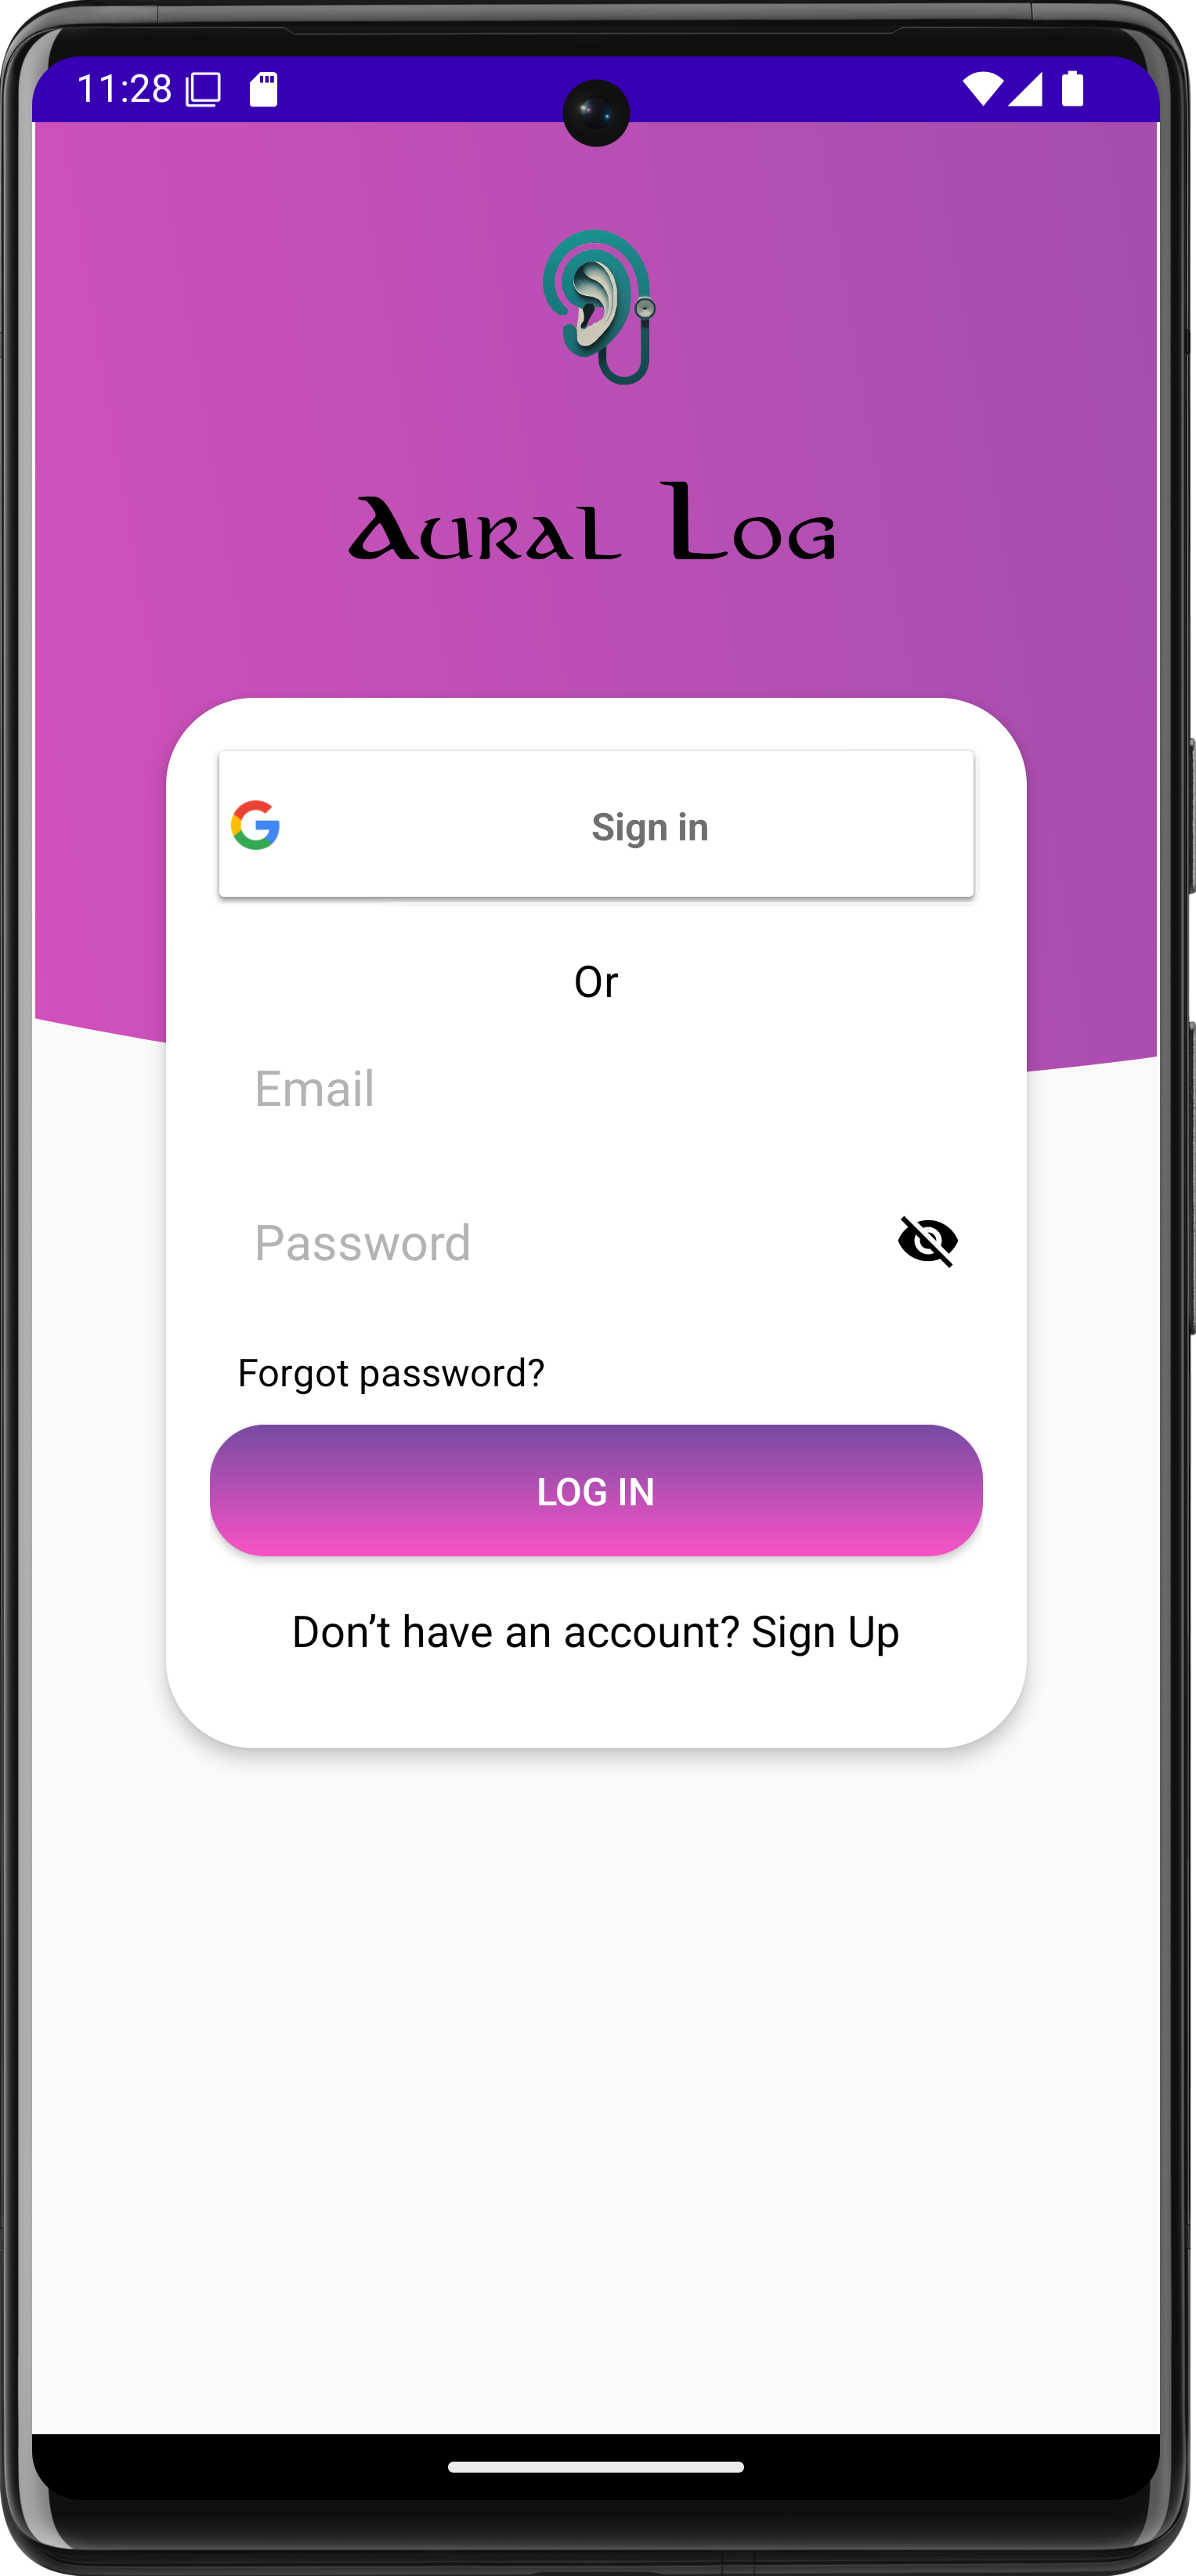 11:28
Aural Log
Sign in
Or
Email
Password
Forgot password?
LOG IN
Don’t have an account? Sign Up